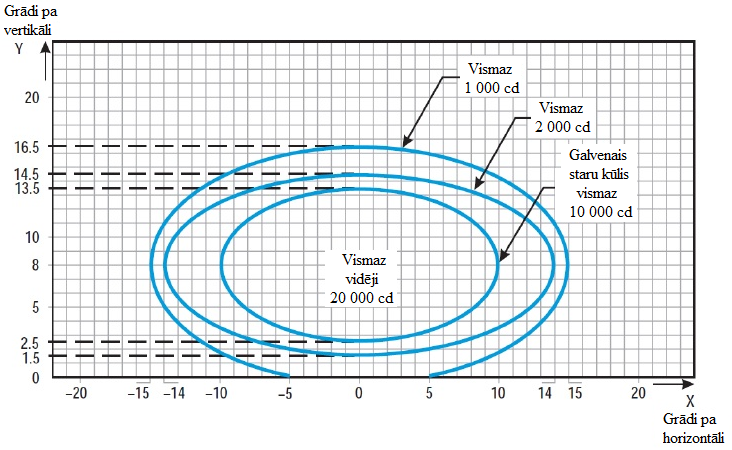 Grādi pa
vertikāli
Y
Vismaz
1 000 cd
Vismaz
2 000 cd
Galvenais
staru kūlis
vismaz
10 000 cd
Vismaz
vidēji
20 000 cd
20
16.5
14.5
13.5
10
8
5
2.5
1.5
0
−20 −15 −14 −10 −5 0 5 10 14 15 20
X
Grādi pa
horizontāli